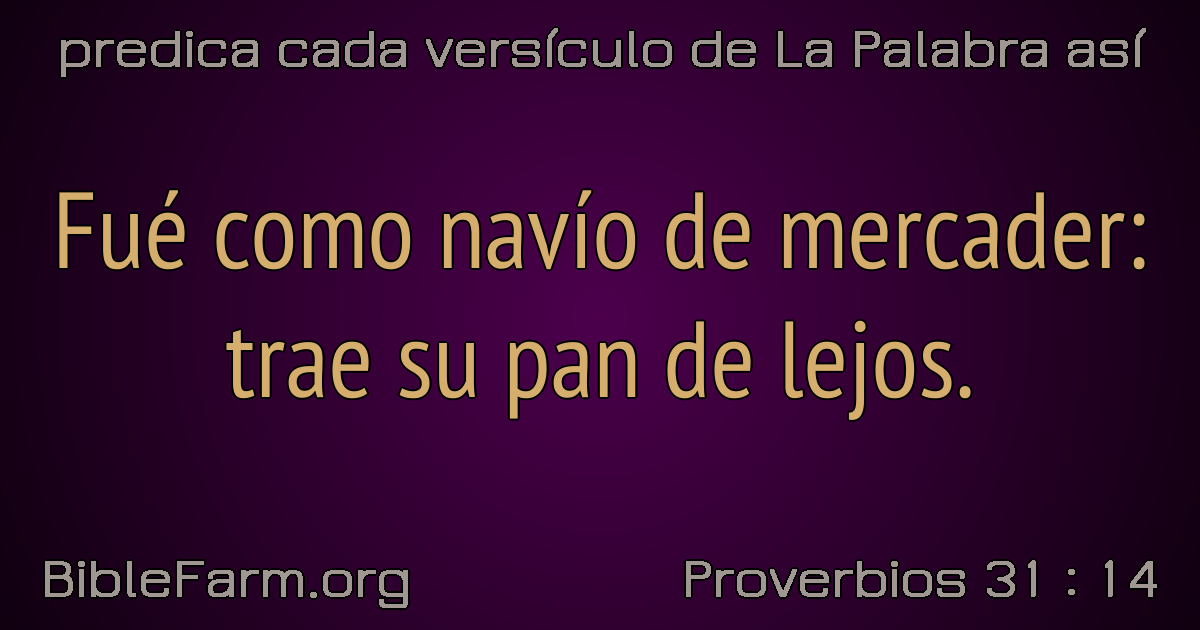 predica cada versículo de La Palabra así
Fué como navío de mercader:
trae su pan de lejos.
BibleFarm.org
Proverbios 31 : 14